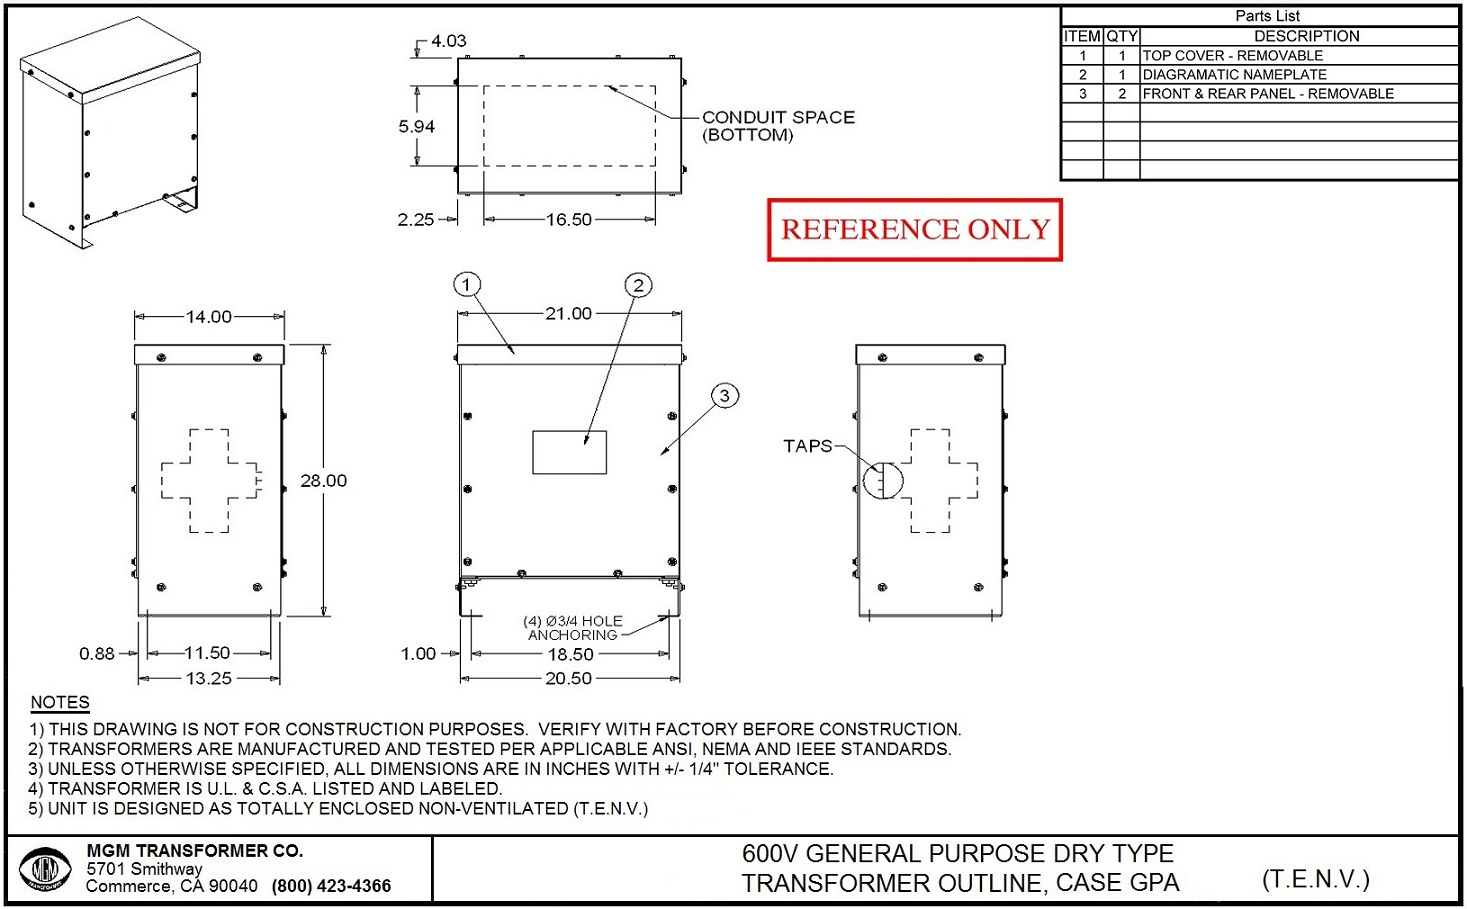 Parts List
ITEM QTY DESCRIPTION
1 1 TOP COVER - REMOVABLE
2 1 DIAGRAMATIC NAMEPLATE
3 2 FRONT & REAR PANEL - REMOVABLE
4.03
5.94
CONDUIT SPACE
(BOTTOM)
2.25
16.50
REFERENCE ONLY
1
2
14.00
21.00
3
TAPS
28.00
(4) Ø3/4 HOLE
ANCHORING
0.88
11.50
1.00
18.50
13.25
20.50
NOTES
1) THIS DRAWING IS NOT FOR CONSTRUCTION PURPOSES. VERIFY WITH FACTORY BEFORE CONSTRUCTION.
2) TRANSFORMERS ARE MANUFACTURED AND TESTED PER APPLICABLE ANSI, NEMA AND IEEE STANDARDS.
3) UNLESS OTHERWISE SPECIFIED, ALL DIMENSIONS ARE IN INCHES WITH +/- 1/4" TOLERANCE.
4) TRANSFORMER IS U.L. & C.S.A. LISTED AND LABELED.
5) UNIT IS DESIGNED AS TOTALLY ENCLOSED NON-VENTILATED (T.E.N.V.)
MGM
TRANSFORMER
MGM TRANSFORMER CO.
5701 Smithway
Commerce, CA 90040 (800) 423-4366
600V GENERAL PURPOSE DRY TYPE
TRANSFORMER OUTLINE, CASE GPA
(T.E.N.V.)